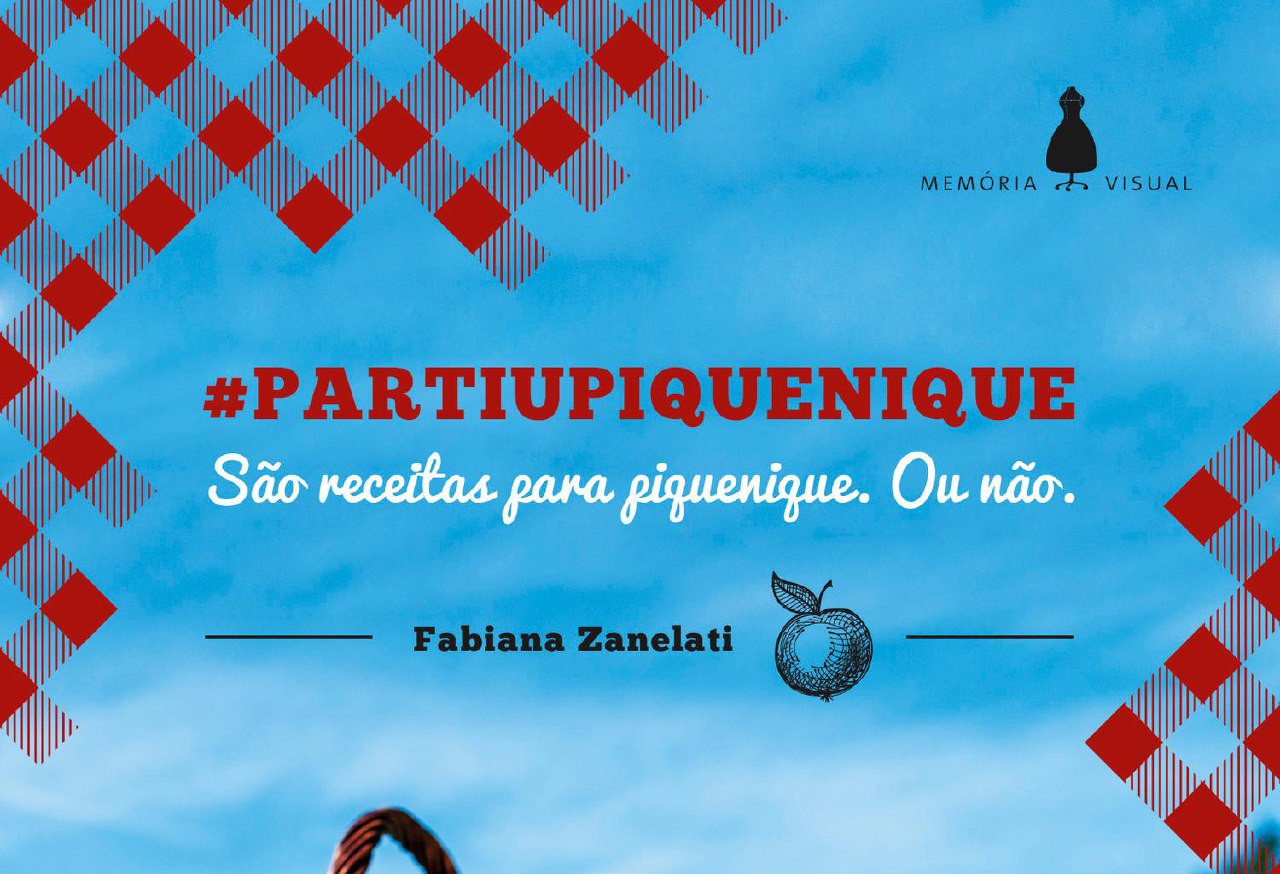 MEMÓRIA VISUAL
#PARTIUPIQUENIQUE
São receitas para piquenique. Ou não.
Fabiana Zanelati